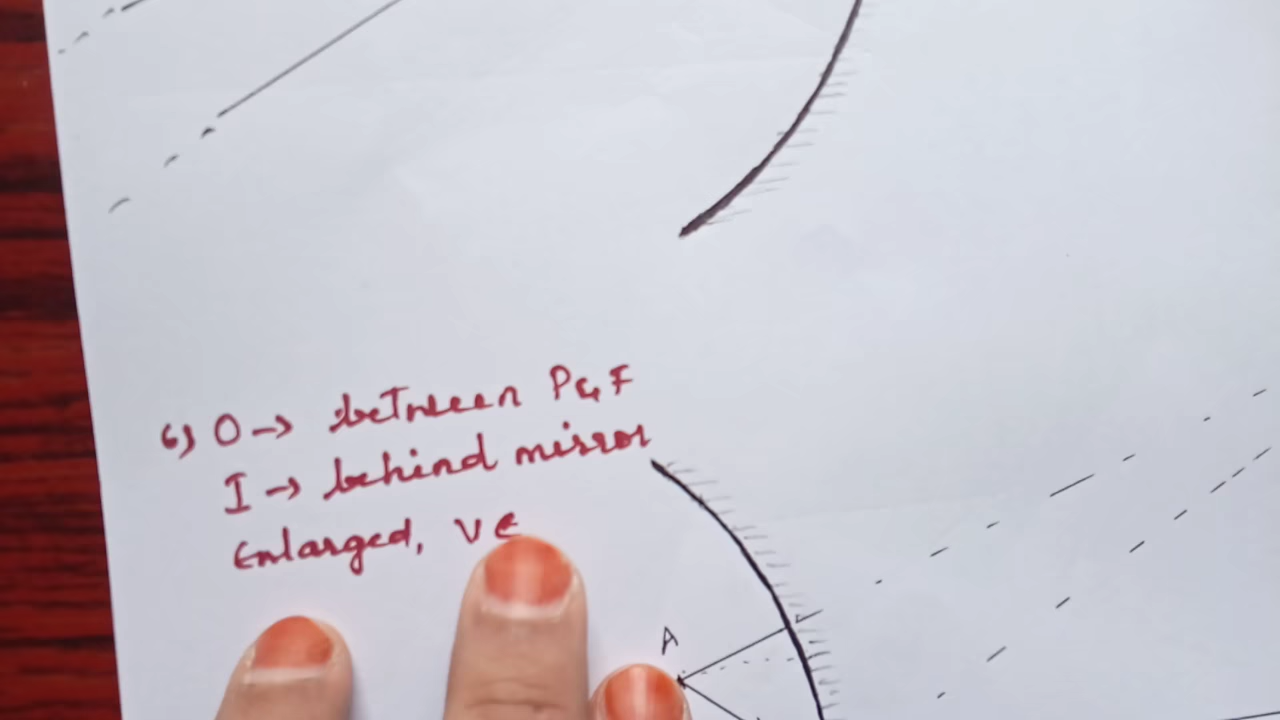 6) O → between P & F
I → behind mirror
Enlarged, VE
A